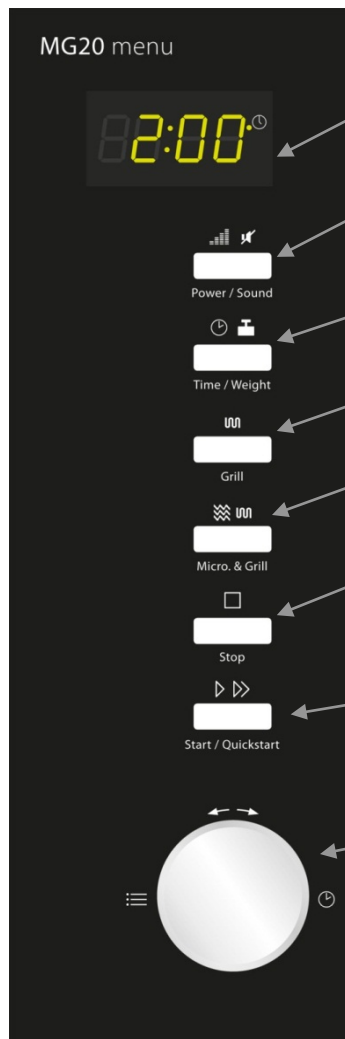 MG20 menu
2:00
Power / Sound
Time / Weight
Grill
Micro. & Grill
Stop
Start / Quickstart